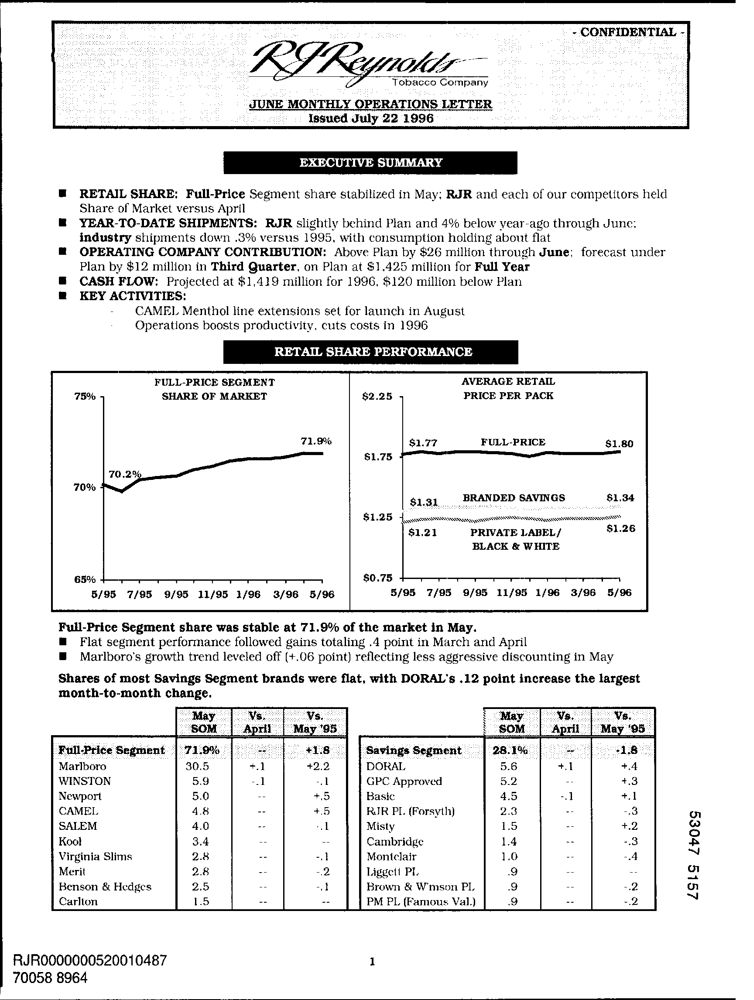 - CONFIDENTIAL -
RJReynolds
Tobacco Company
JUNE MONTHLY OPERATIONS LETTER
Issued July 22 1996
EXECUTIVE SUMMARY
■ RETAIL SHARE: Full-Price Segment share stabilized in May; RJR and each of our competitors held
Share of Market versus April
■ YEAR-TO-DATE SHIPMENTS: RJR slightly behind Plan and 4% below year-ago through June;
industry shipments down .3% versus 1995, with consumption holding about flat
■ OPERATING COMPANY CONTRIBUTION: Above Plan by $26 million through June; forecast under
Plan by $12 million in Third Quarter, on Plan at $1,425 million for Full Year
■ CASH FLOW: Projected at $1,419 million for 1996, $120 million below Plan
■ KEY ACTIVITIES:
- CAMEL Menthol line extensions set for launch in August
- Operations boosts productivity, cuts costs in 1996
RETAIL SHARE PERFORMANCE
FULL-PRICE SEGMENT
SHARE OF MARKET
75%
71.9%
70.2%
70%
65%
5/95 7/95 9/95 11/95 1/96 3/96 5/96
AVERAGE RETAIL
PRICE PER PACK
$2.25
$1.77 FULL-PRICE $1.80
$1.75
$1.31 BRANDED SAVINGS $1.34
$1.25
$1.21 PRIVATE LABEL/ $1.26
BLACK & WHITE
$0.75
5/95 7/95 9/95 11/95 1/96 3/96 5/96
Full-Price Segment share was stable at 71.9% of the market in May.
■ Flat segment performance followed gains totaling .4 point in March and April
■ Marlboro's growth trend leveled off (+.06 point) reflecting less aggressive discounting in May
Shares of most Savings Segment brands were flat, with DORAL's .12 point increase the largest
month-to-month change.
May Vs. Vs.
SOM April May '95
Full-Price Segment 71.9% -- +1.8
Marlboro 30.5 +.1 +2.2
WINSTON 5.9 -.1 -.1
Newport 5.0 -- +.5
CAMEL 4.8 -- +.5
SALEM 4.0 -- -.1
Kool 3.4 -- --
Virginia Slims 2.8 -- -.1
Merit 2.8 -- -.2
Benson & Hedges 2.5 -- -.1
Carlton 1.5 -- --
May Vs. Vs.
SOM April May '95
Savings Segment 28.1% -- -1.8
DORAL 5.6 +.1 +.4
GPC Approved 5.2 -- +.3
Basic 4.5 -.1 +.1
RJR PL (Forsyth) 2.3 -- -.3
Misty 1.5 -- +.2
Cambridge 1.4 -- -.3
Montclair 1.0 -- -.4
Liggett PL .9 -- --
Brown & W'mson PL .9 -- -.2
PM PL (Famous Val.) .9 -- -.2
53047 5157
RJR0000000520010487
70058 8964
1